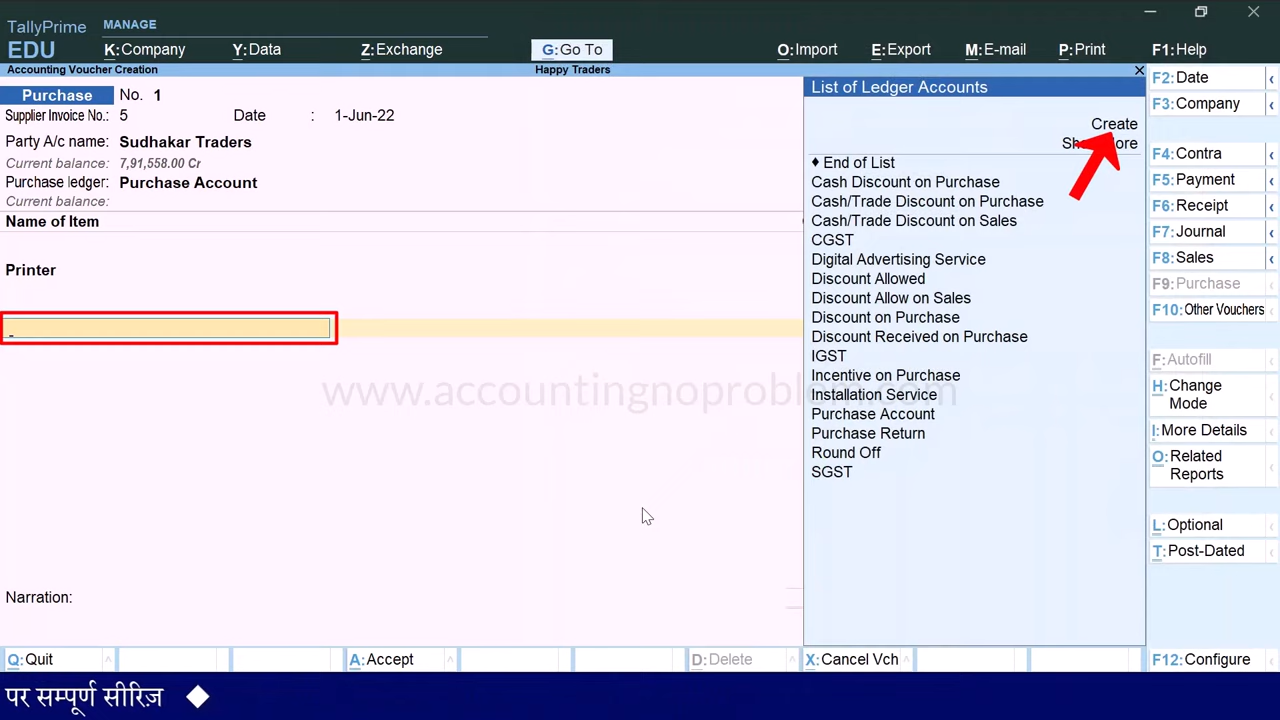 TallyPrime MANAGE
EDU K:Company Y:Data Z:Exchange G:Go To O:Import E:Export M:E-mail P:Print F1:Help
Accounting Voucher Creation Happy Traders
Purchase No. 1
Supplier Invoice No.: 5 Date : 1-Jun-22
Party A/c name: Sudhakar Traders
Current balance: 7,91,558.00 Cr
Purchase ledger: Purchase Account
Current balance:
Name of Item
Printer
www.accountingnoproblem.com
Narration:
List of Ledger Accounts
Create
♦ End of List
Cash Discount on Purchase
Cash/Trade Discount on Purchase
Cash/Trade Discount on Sales
CGST
Digital Advertising Service
Discount Allowed
Discount Allow on Sales
Discount on Purchase
Discount Received on Purchase
IGST
Incentive on Purchase
Installation Service
Purchase Account
Purchase Return
Round Off
SGST
F2:Date
F3:Company
F4:Contra
F5:Payment
F6:Receipt
F7:Journal
F8:Sales
F9:Purchase
F10:Other Vouchers
F:Autofill
H:Change
Mode
I:More Details
O:Related
Reports
L:Optional
T:Post-Dated
Q:Quit A:Accept D:Delete X:Cancel Vch F12:Configure
पर सम्पूर्ण सीरिज़